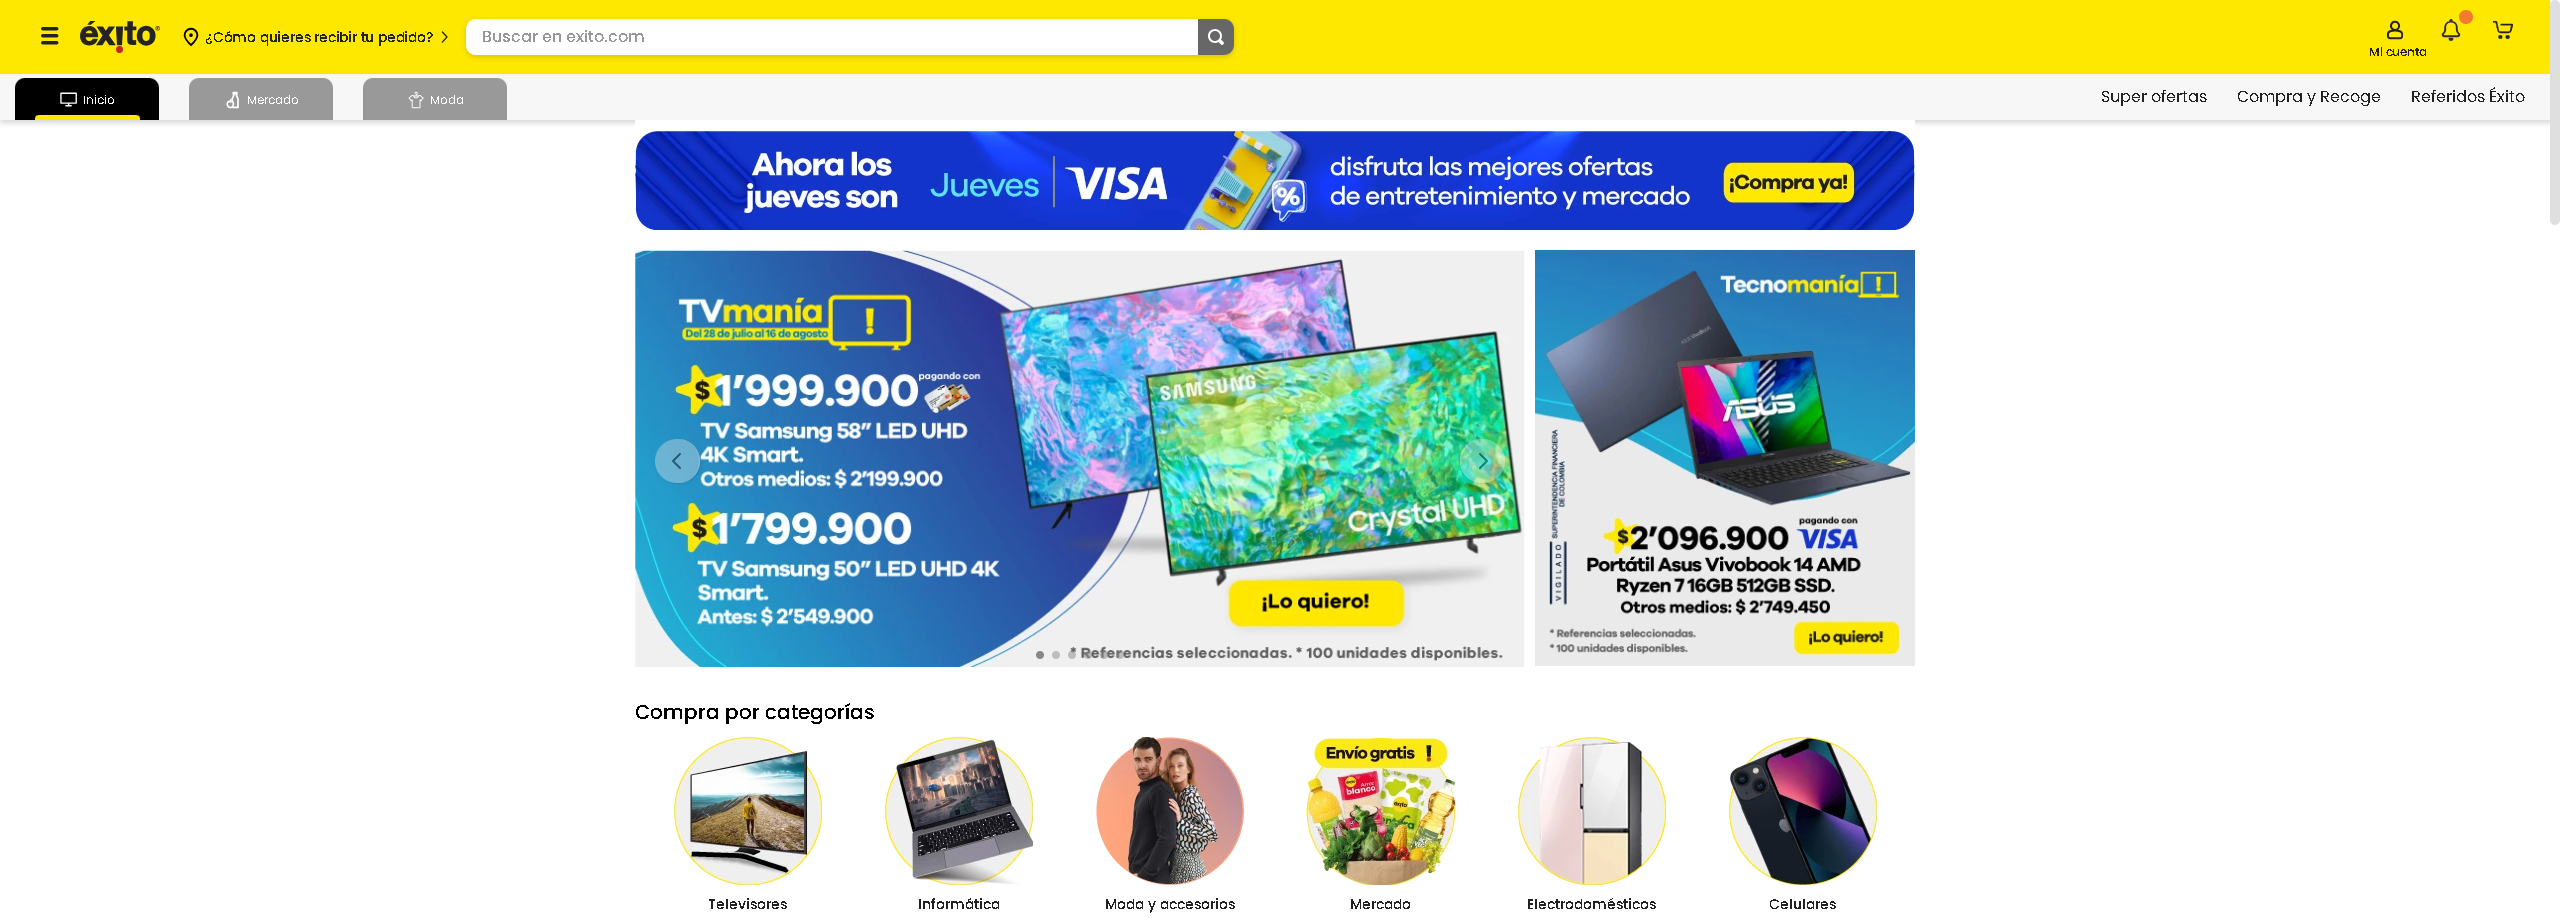 éxito
¿Cómo quieres recibir tu pedido?
Buscar en exito.com
Mi cuenta
Inicio
Mercado
Moda
Super ofertas
Compra y Recoge
Referidos Éxito
Ahora los
jueves son
Jueves
VISA
%
disfruta las mejores ofertas
de entretenimiento y mercado
¡Compra ya!
TVmanía
Del 28 de julio al 16 de agosto
!
$1'999.900
pagando con
TV Samsung 58" LED UHD
4K Smart.
Otros medios: $ 2'199.900
$1'799.900
TV Samsung 50" LED UHD 4K
Smart.
Antes: $ 2'549.900
SAMSUNG
Crystal UHD
¡Lo quiero!
* Referencias seleccionadas. * 100 unidades disponibles.
Tecnomanía !
ASUS
VIGILADO SUPERINTENDENCIA FINANCIERA
DE COLOMBIA
pagando con
$2'096.900 VISA
Portátil Asus Vivobook 14 AMD
Ryzen 7 16GB 512GB SSD.
Otros medios: $ 2'749.450
* Referencias seleccionadas.
* 100 unidades disponibles.
¡Lo quiero!
Compra por categorías
Envío gratis !
blanco
éxito
Televisores
Informática
Moda y accesorios
Mercado
Electrodomésticos
Celulares